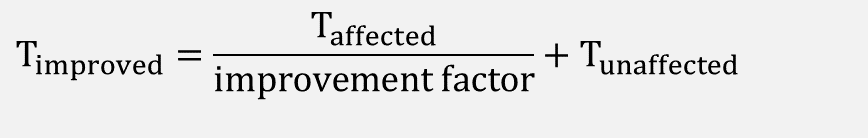 T_improved = T_affected / improvement factor + T_unaffected